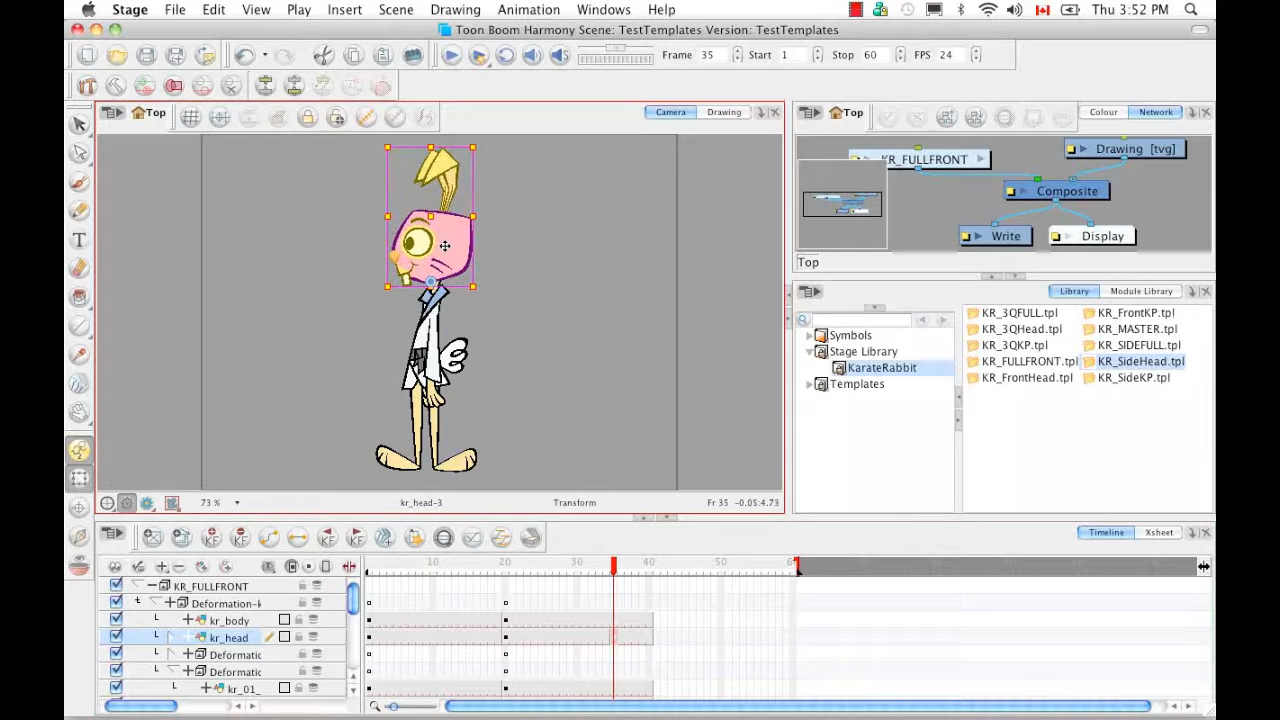 Stage File Edit View Play Insert Scene Drawing Animation Windows Help Thu 3:52 PM
Toon Boom Harmony Scene: TestTemplates Version: TestTemplates
Frame 35 Start 1 Stop 60 FPS 24
Top Camera Drawing Top Colour Network
KR_FULLFRONT Drawing [tvg]
Composite
Write Display
Top
Library Module Library
Symbols
Stage Library
KarateRabbit
Templates
KR_3QFULL.tpl KR_FrontKP.tpl
KR_3QHead.tpl KR_MASTER.tpl
KR_3QKP.tpl KR_SIDEFULL.tpl
KR_FULLFRONT.tpl KR_SideHead.tpl
KR_FrontHead.tpl KR_SideKP.tpl
73 % kr_head-3 Transform Fr 35 -0.05:4.73
Timeline Xsheet
10 20 30 40 50
KR_FULLFRONT
Deformation-k
kr_body
kr_head
Deformatic
Deformatic
kr_01_